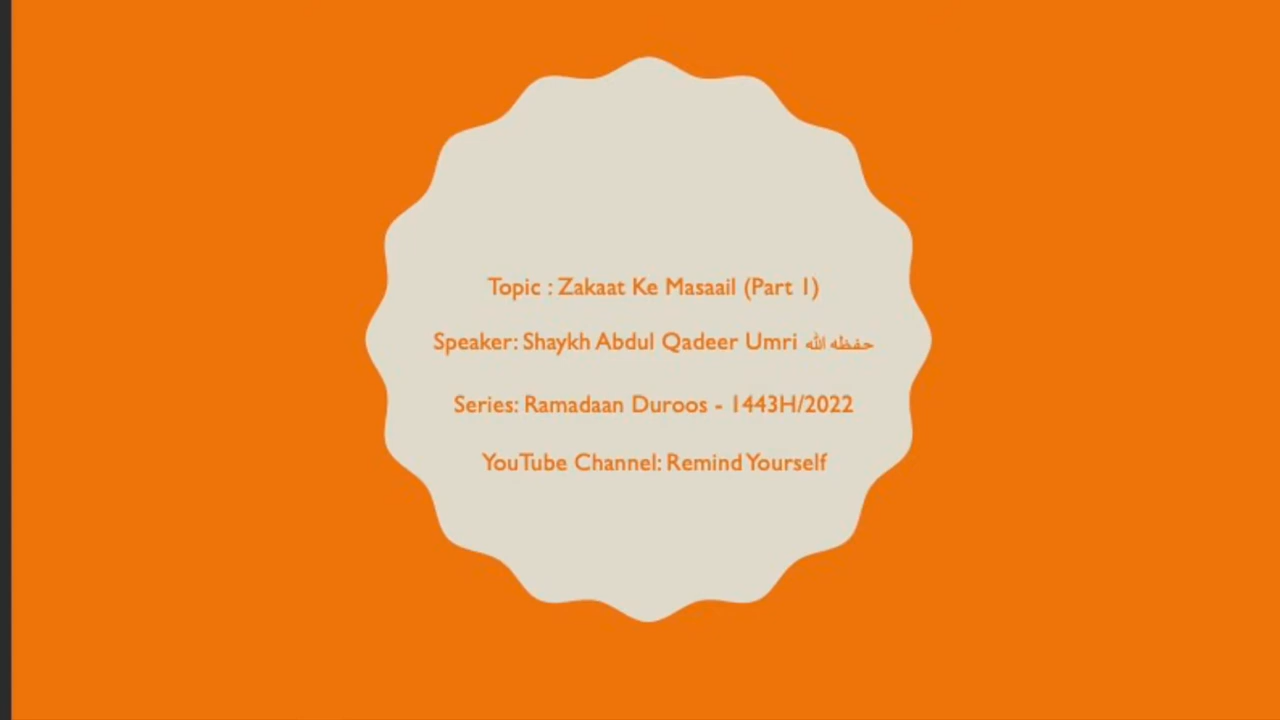 Topic : Zakaat Ke Masaail (Part 1)
Speaker: Shaykh Abdul Qadeer Umri حفظه الله
Series: Ramadaan Duroos - 1443H/2022
YouTube Channel: Remind Yourself